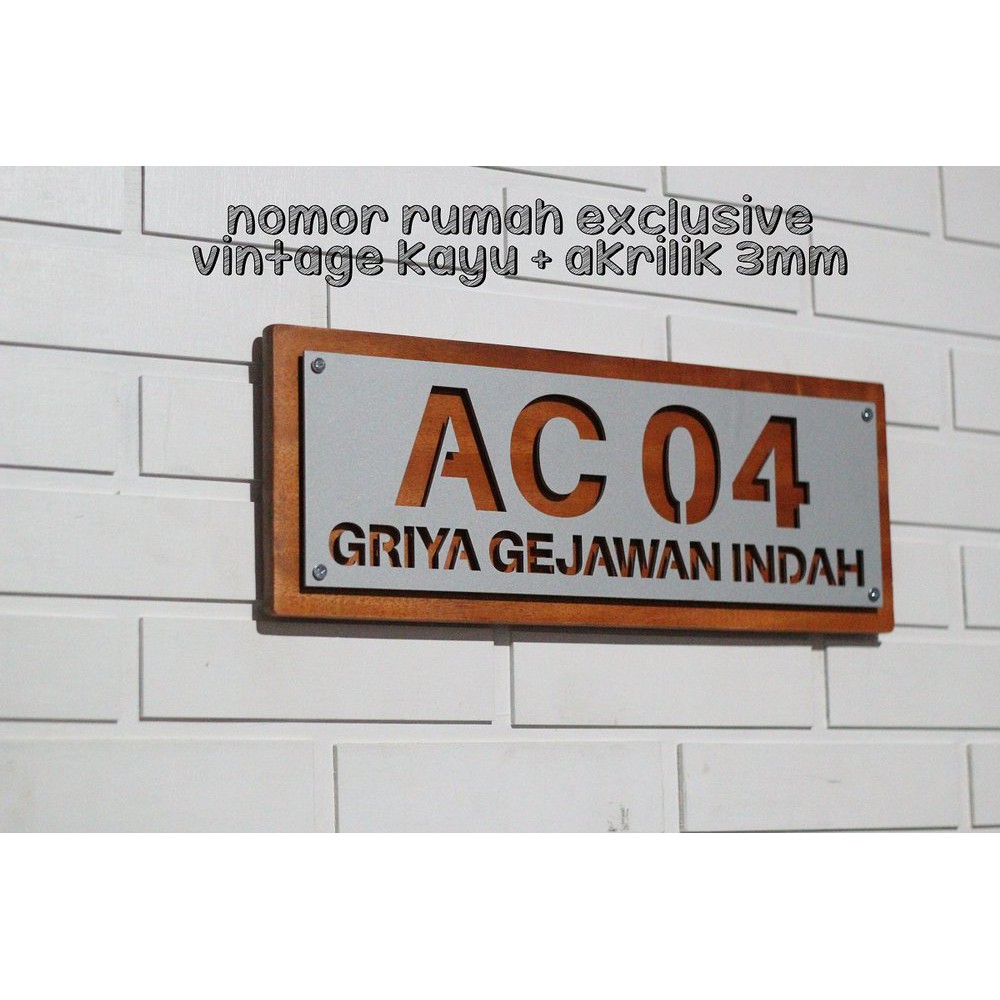 nomor rumah exclusive
vintage kayu + akrilik 3mm
AC 04
GRIYA GEJAWAN INDAH